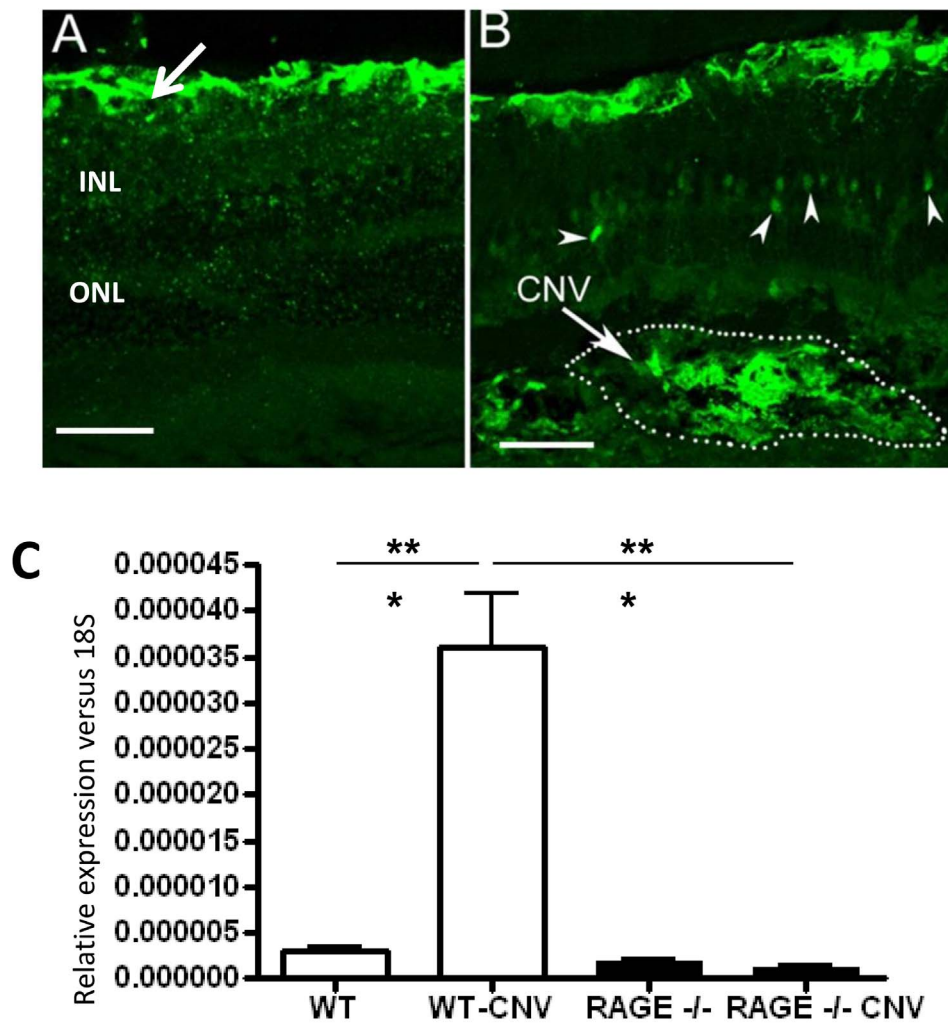 A
INL
ONL
B
CNV
C
Relative expression versus 18S
0.000045
0.000040
0.000035
0.000030
0.000025
0.000020
0.000015
0.000010
0.000005
0.000000
** **
* *
WT WT-CNV RAGE -/- RAGE -/- CNV